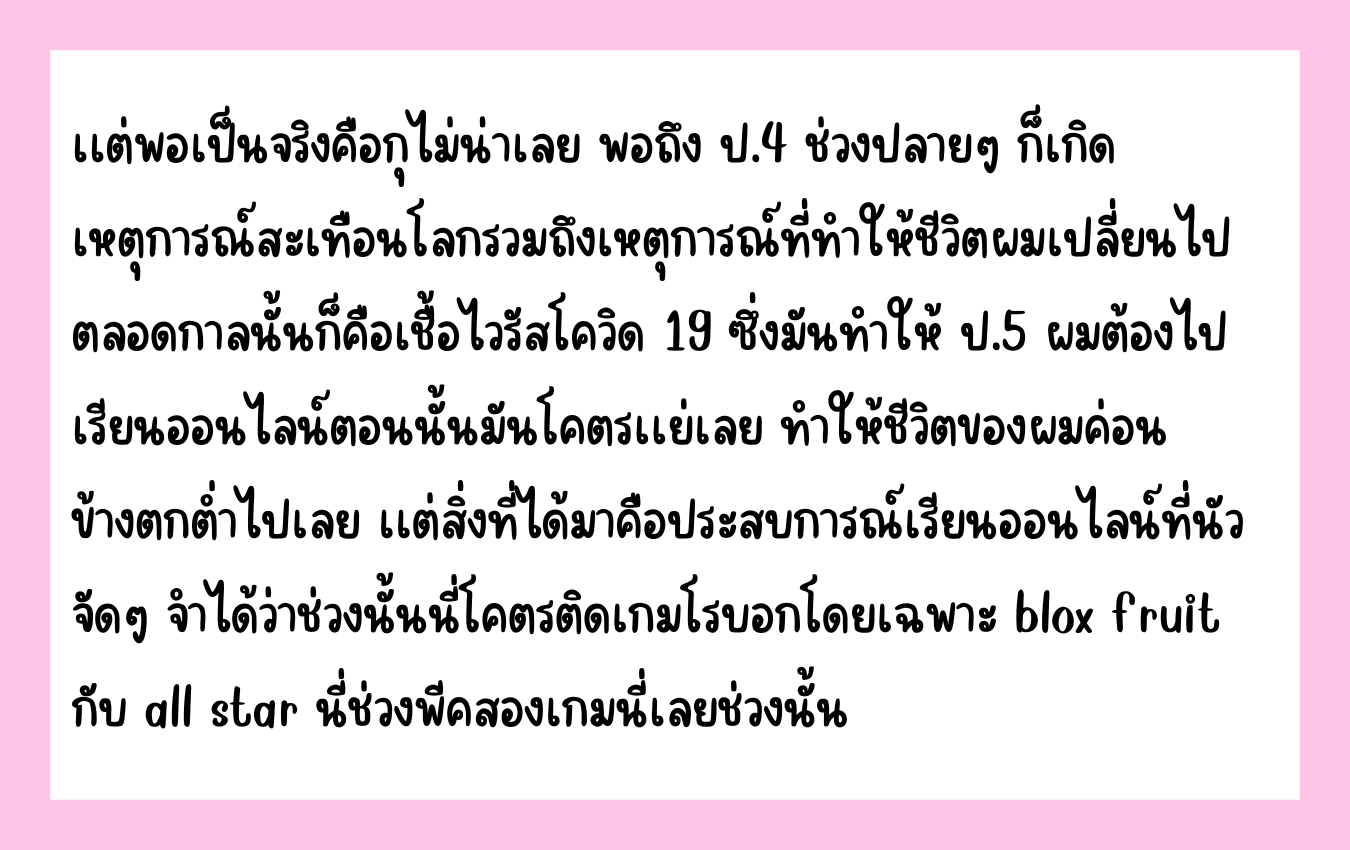 เเต่พอเป็นจริงคือกุไม่น่าเลย พอถึง ป.4 ช่วงปลายๆ ก็เกิด
เหตุการณ์สะเทือนโลกรวมถึงเหตุการณ์ที่ทำให้ชีวิตผมเปลี่ยนไป
ตลอดกาลนั้นก็คือเชื้อไวรัสโควิด 19 ซึ่งมันทำให้ ป.5 ผมต้องไป
เรียนออนไลน์ตอนนั้นมันโคตรเเย่เลย ทำให้ชีวิตของผมค่อน
ข้างตกต่ำไปเลย เเต่สิ่งที่ได้มาคือประสบการณ์เรียนออนไลน์ที่นัว
จัดๆ จำได้ว่าช่วงนั้นนี่โคตรติดเกมโรบอกโดยเฉพาะ blox fruit
กับ all star นี่ช่วงพีคสองเกมนี่เลยช่วงนั้น